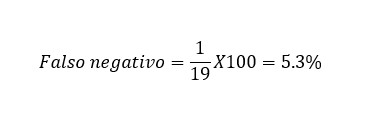 Falso negativo = 1/19 X100 = 5.3%